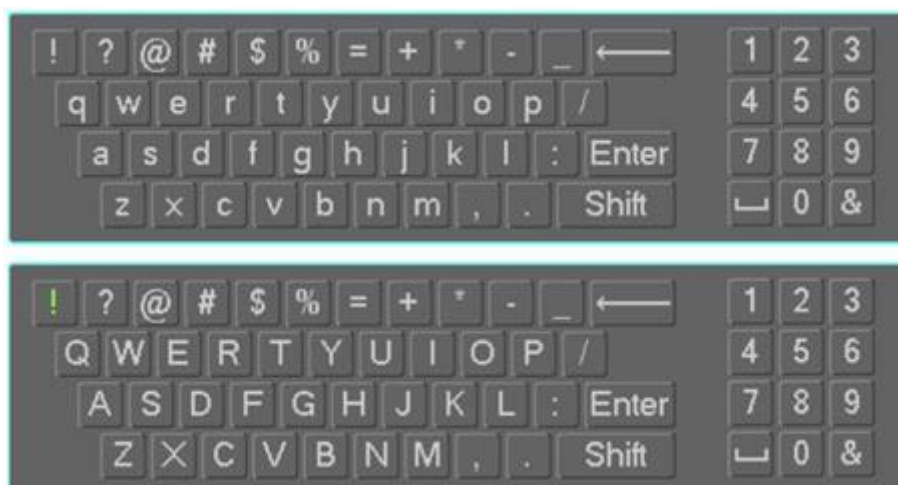 ! ? @ # $ % = + * - _ ← 1 2 3
q w e r t y u i o p / 4 5 6
a s d f g h j k l : Enter 7 8 9
z x c v b n m , . Shift ⎵ 0 &
! ? @ # $ % = + * - _ ← 1 2 3
Q W E R T Y U I O P / 4 5 6
A S D F G H J K L : Enter 7 8 9
Z X C V B N M , . Shift ⎵ 0 &